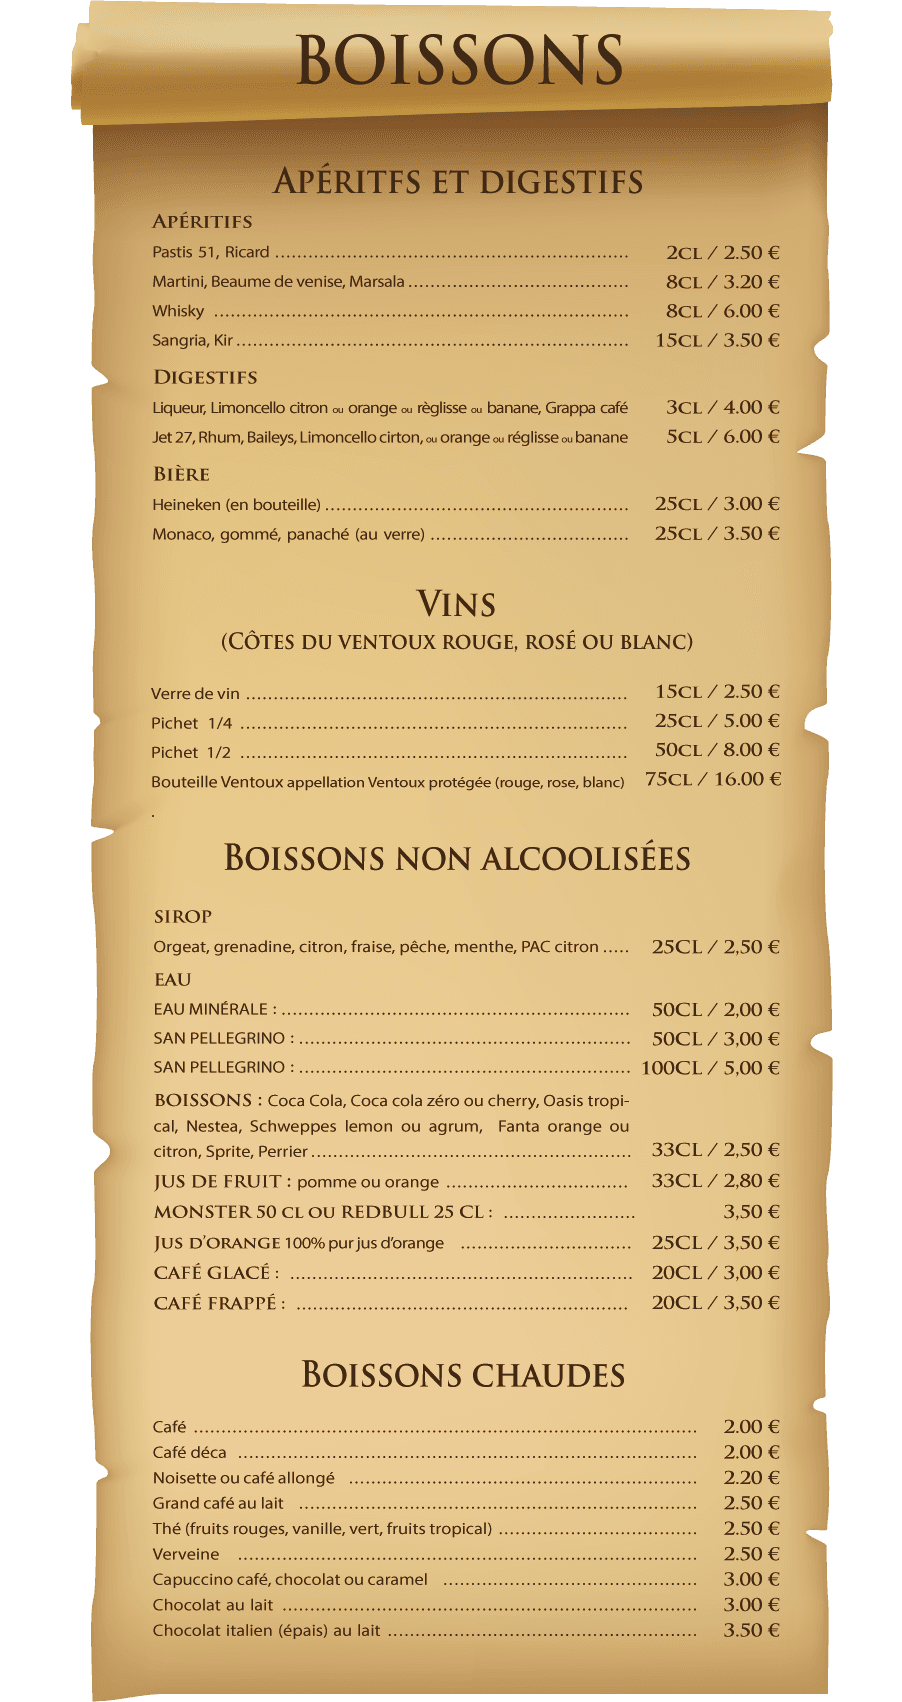 BOISSONS
APÉRITFS ET DIGESTIFS
APÉRITIFS
Pastis 51, Ricard ................................................................ 2CL / 2.50 €
Martini, Beaume de venise, Marsala ........................................ 8CL / 3.20 €
Whisky ........................................................................... 8CL / 6.00 €
Sangria, Kir ....................................................................... 15CL / 3.50 €
DIGESTIFS
Liqueur, Limoncello citron ou orange ou règlisse ou banane, Grappa café 3CL / 4.00 €
Jet 27, Rhum, Baileys, Limoncello cirton, ou orange ou réglisse ou banane 5CL / 6.00 €
BIÈRE
Heineken (en bouteille) ....................................................... 25CL / 3.00 €
Monaco, gommé, panaché (au verre) .................................... 25CL / 3.50 €
VINS
(CÔTES DU VENTOUX ROUGE, ROSÉ OU BLANC)
Verre de vin ..................................................................... 15CL / 2.50 €
Pichet 1/4 ...................................................................... 25CL / 5.00 €
Pichet 1/2 ...................................................................... 50CL / 8.00 €
Bouteille Ventoux appellation Ventoux protégée (rouge, rose, blanc) 75CL / 16.00 €
.
BOISSONS NON ALCOOLISÉES
SIROP
Orgeat, grenadine, citron, fraise, pêche, menthe, PAC citron ..... 25CL / 2,50 €
EAU
EAU MINÉRALE : ............................................................... 50CL / 2,00 €
SAN PELLEGRINO : ............................................................ 50CL / 3,00 €
SAN PELLEGRINO : ............................................................ 100CL / 5,00 €
BOISSONS : Coca Cola, Coca cola zéro ou cherry, Oasis tropi-
cal, Nestea, Schweppes lemon ou agrum, Fanta orange ou
citron, Sprite, Perrier .......................................................... 33CL / 2,50 €
JUS DE FRUIT : pomme ou orange ................................. 33CL / 2,80 €
MONSTER 50 CL OU REDBULL 25 CL : ........................ 3,50 €
JUS D'ORANGE 100% pur jus d'orange ............................... 25CL / 3,50 €
CAFÉ GLACÉ : .............................................................. 20CL / 3,00 €
CAFÉ FRAPPÉ : ............................................................ 20CL / 3,50 €
BOISSONS CHAUDES
Café ........................................................................................... 2.00 €
Café déca ................................................................................... 2.00 €
Noisette ou café allongé ............................................................... 2.20 €
Grand café au lait ........................................................................ 2.50 €
Thé (fruits rouges, vanille, vert, fruits tropical) .................................... 2.50 €
Verveine ................................................................................... 2.50 €
Capuccino café, chocolat ou caramel .............................................. 3.00 €
Chocolat au lait ........................................................................... 3.00 €
Chocolat italien (épais) au lait ........................................................ 3.50 €